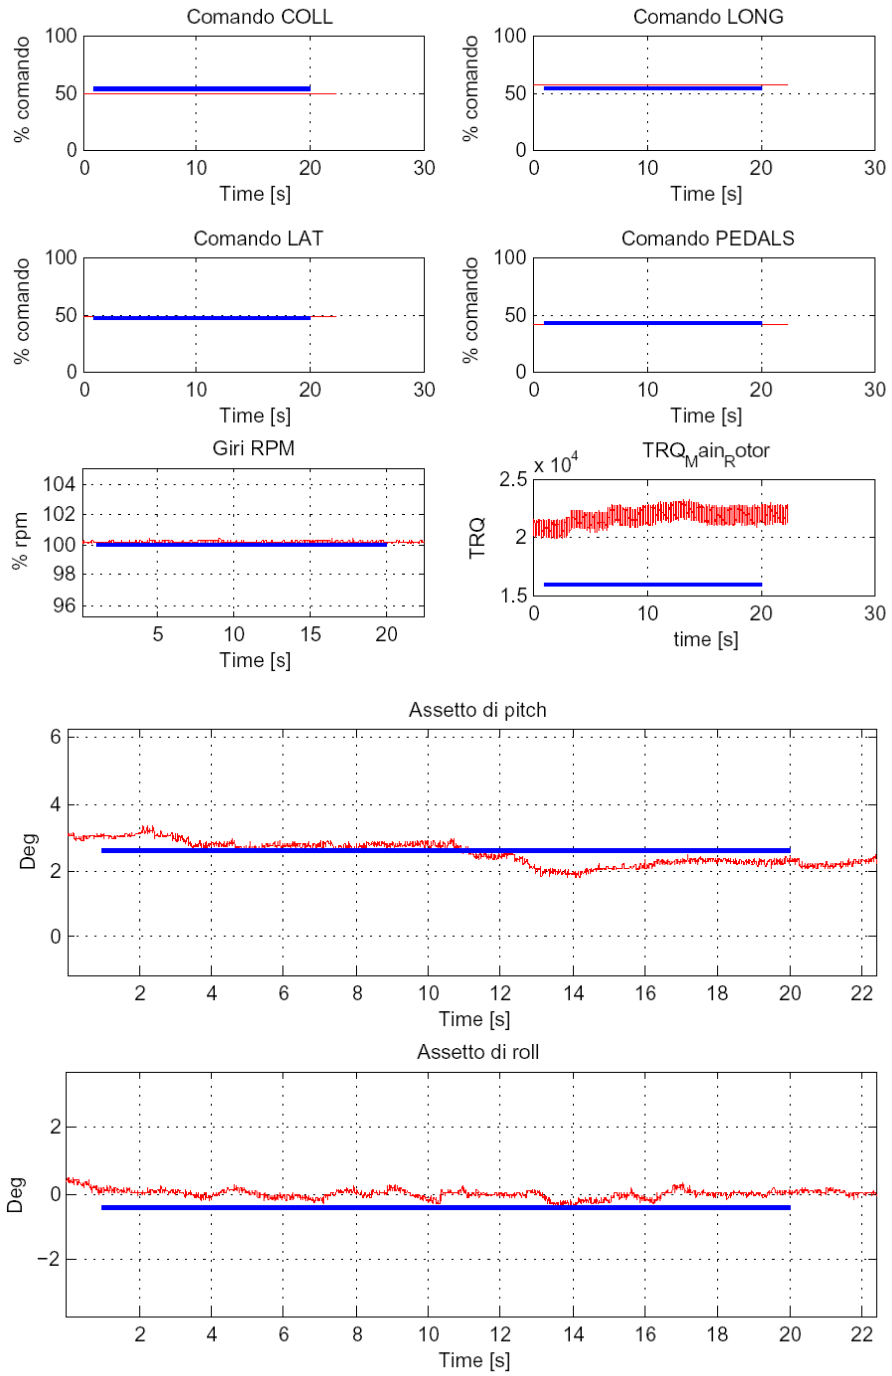 Comando COLL
% comando
100
50
0
0 10 20 30
Time [s]
Comando LONG
% comando
100
50
0
0 10 20 30
Time [s]
Comando LAT
% comando
100
50
0
0 10 20 30
Time [s]
Comando PEDALS
% comando
100
50
0
0 10 20 30
Time [s]
Giri RPM
% rpm
104
102
100
98
96
5 10 15 20
Time [s]
TRQ_Main_Rotor
x 10^4
TRQ
2.5
2
1.5
0 10 20 30
time [s]
Assetto di pitch
Deg
6
4
2
0
2 4 6 8 10 12 14 16 18 20 22
Time [s]
Assetto di roll
Deg
2
0
−2
2 4 6 8 10 12 14 16 18 20 22
Time [s]